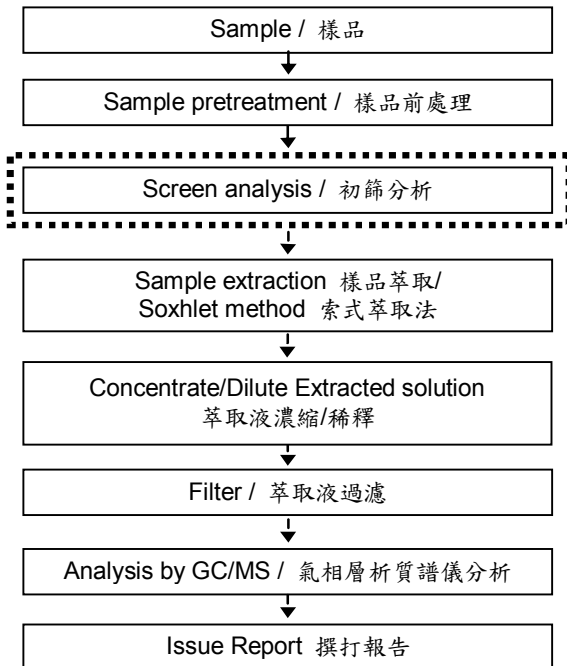 Sample / 樣品
Sample pretreatment / 樣品前處理
Screen analysis / 初篩分析
Sample extraction 樣品萃取/
Soxhlet method 索式萃取法
Concentrate/Dilute Extracted solution
萃取液濃縮/稀釋
Filter / 萃取液過濾
Analysis by GC/MS / 氣相層析質譜儀分析
Issue Report 撰打報告